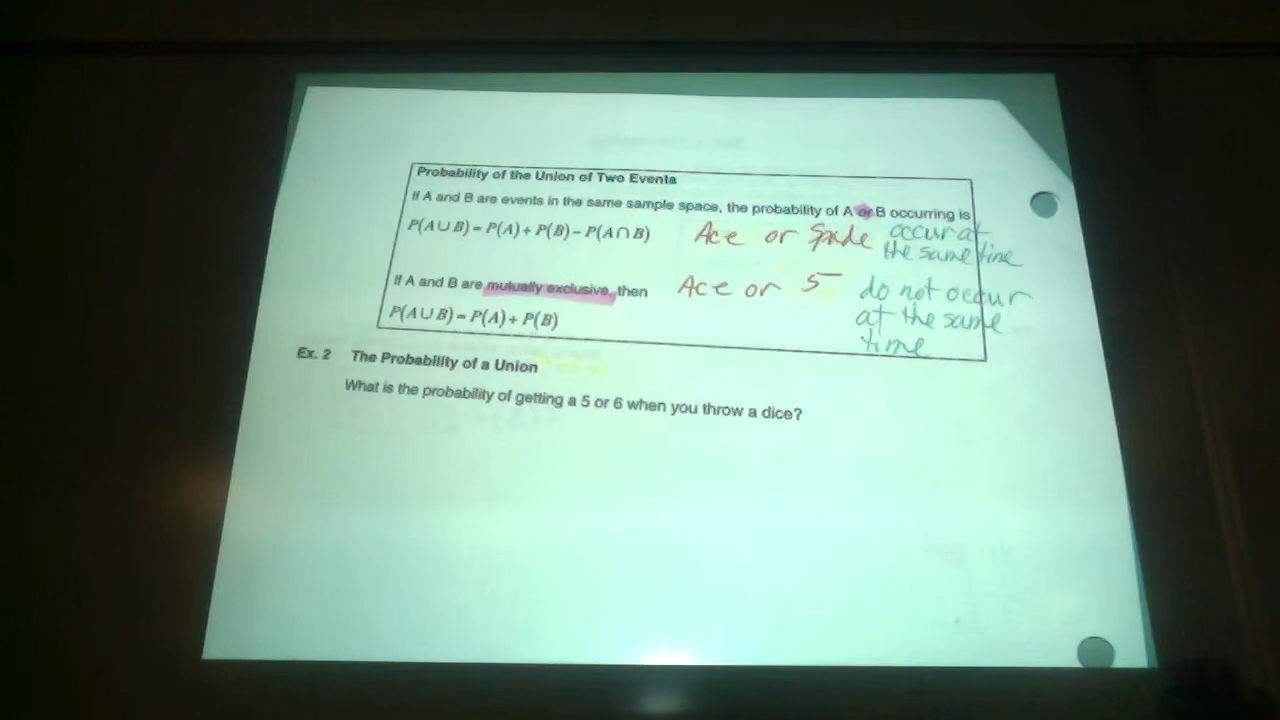 Probability of the Union of Two Events
If A and B are events in the same sample space, the probability of A or B occurring is
P(A∪B) = P(A) + P(B) − P(A∩B)
Ace or Spade occur at
the same time
If A and B are mutually exclusive, then
Ace or 5 do not occur
at the same
time
P(A∪B) = P(A) + P(B)
Ex. 2 The Probability of a Union
What is the probability of getting a 5 or 6 when you throw a dice?